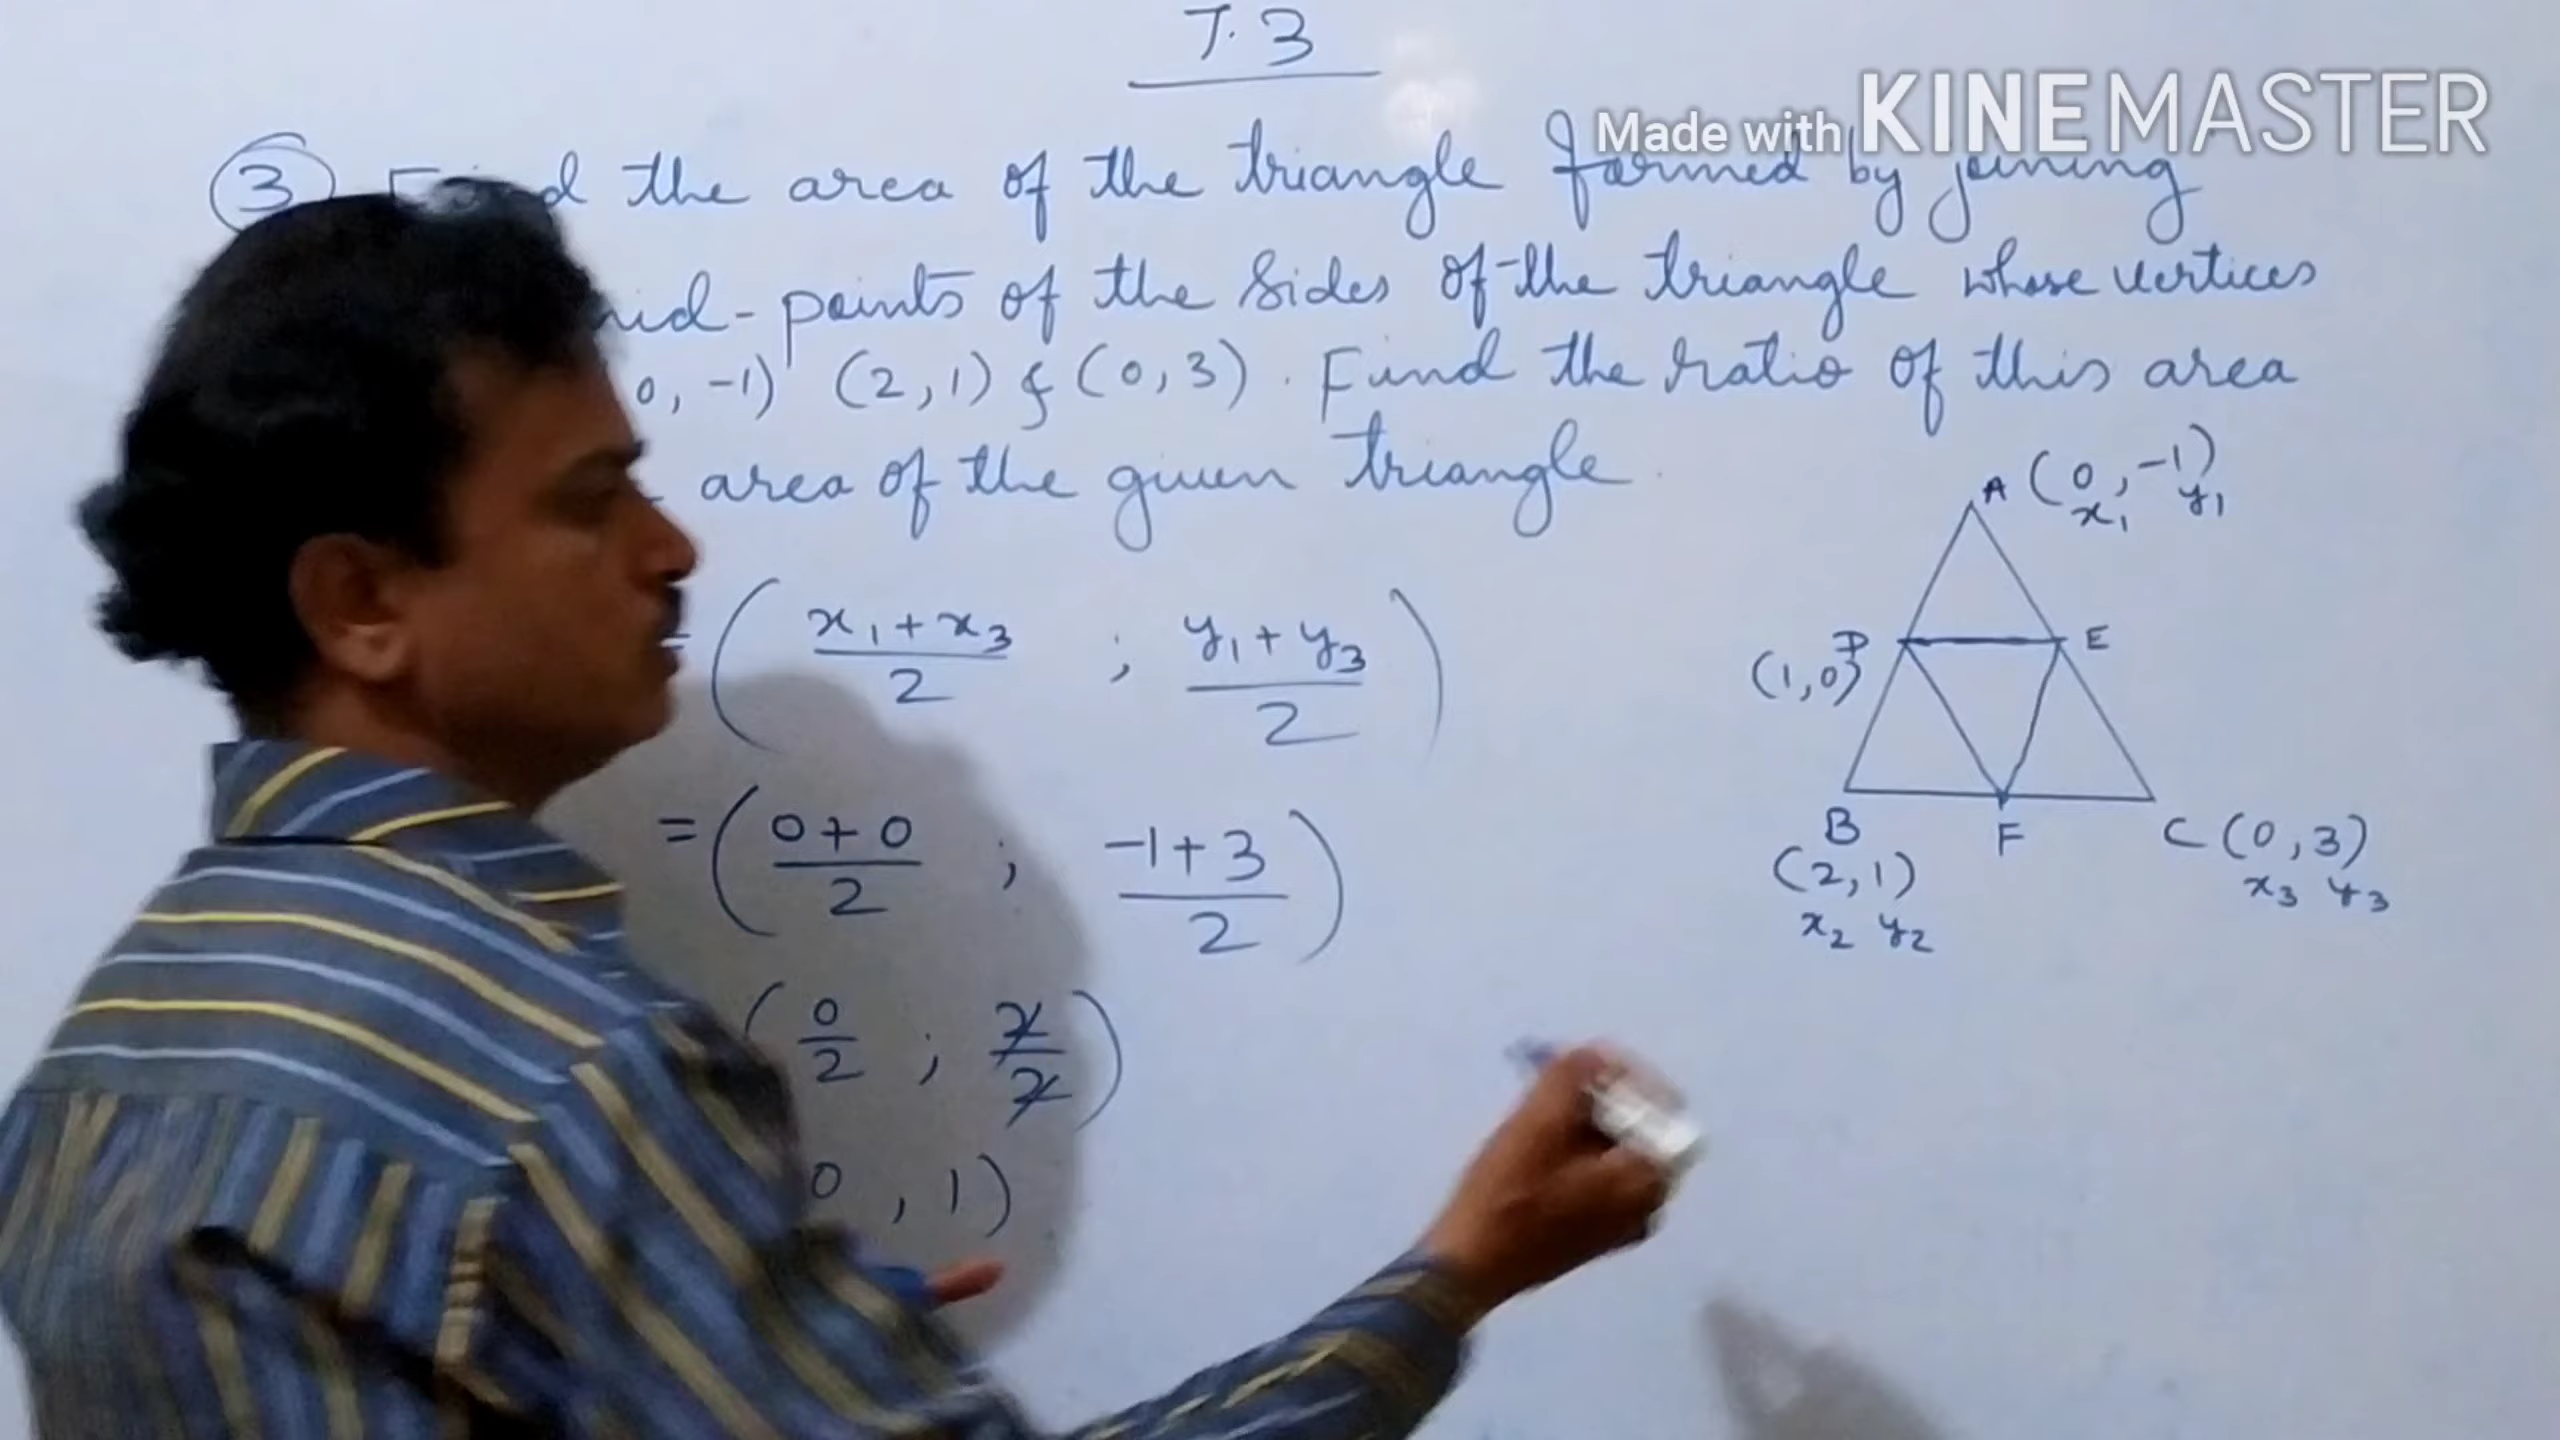 7.3
Made with KINEMASTER
3 Find the area of the triangle formed by joining
mid-points of the sides of the triangle whose vertices
0, -1) (2, 1) & (0, 3). Find the ratio of this area
area of the given triangle.
A (0, -1)
x1 y1
= ( x1 + x3 / 2 ; y1 + y3 / 2 )
D E
(1, 0)
= ( 0 + 0 / 2 ; -1 + 3 / 2 )
B F C (0, 3)
(2, 1) x3 y3
x2 y2
( 0 / 2 ; 2 / 2 )
0 , 1)